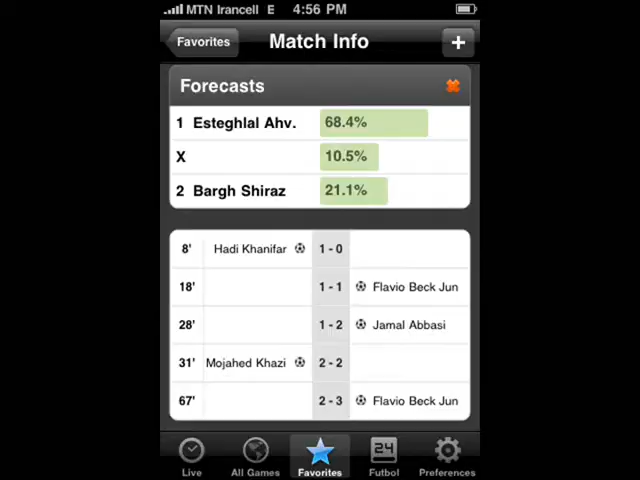 MTN Irancell E 4:56 PM
Favorites Match Info +
Forecasts
1 Esteghlal Ahv. 68.4%
X 10.5%
2 Bargh Shiraz 21.1%
8' Hadi Khanifar 1 - 0
18' 1 - 1 Flavio Beck Jun
28' 1 - 2 Jamal Abbasi
31' Mojahed Khazi 2 - 2
67' 2 - 3 Flavio Beck Jun
24
Live All Games Favorites Futbol Preferences